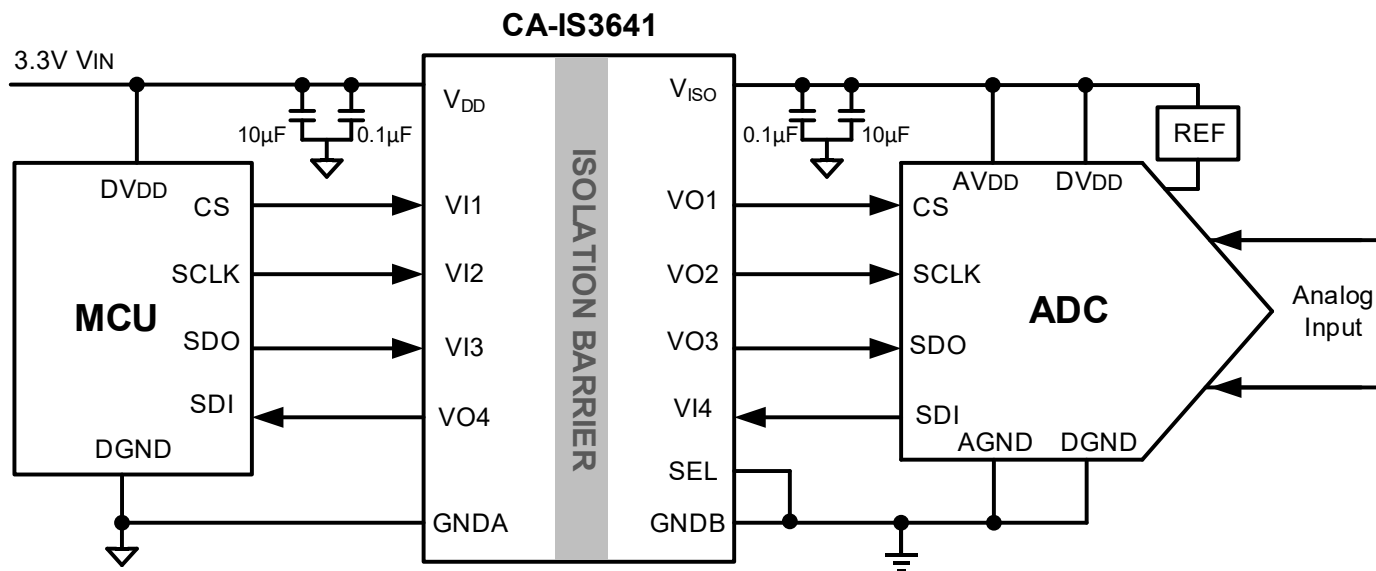 CA-IS3641
3.3V VIN
VDD
VISO
10µF
0.1µF
0.1µF
10µF
REF
ISOLATION BARRIER
MCU
DVDD
CS
SCLK
SDO
SDI
DGND
VI1
VI2
VI3
VO4
GNDA
VO1
VO2
VO3
VI4
SEL
GNDB
AVDD
DVDD
CS
SCLK
SDO
SDI
AGND
DGND
ADC
Analog
Input